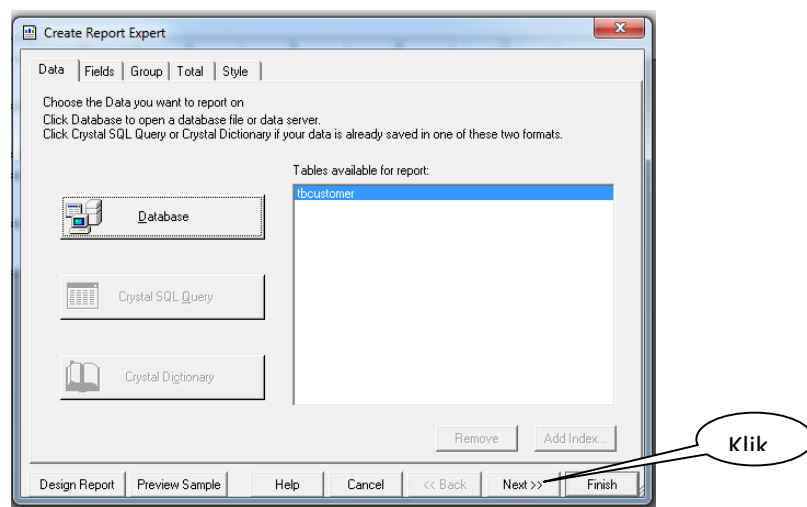 Create Report Expert
Data Fields Group Total Style
Choose the Data you want to report on
Click Database to open a database file or data server.
Click Crystal SQL Query or Crystal Dictionary if your data is already saved in one of these two formats.
Tables available for report:
tbcustomer
Database
Crystal SQL Query
Crystal Dictionary
Remove Add Index...
Klik
Design Report Preview Sample Help Cancel << Back Next >> Finish